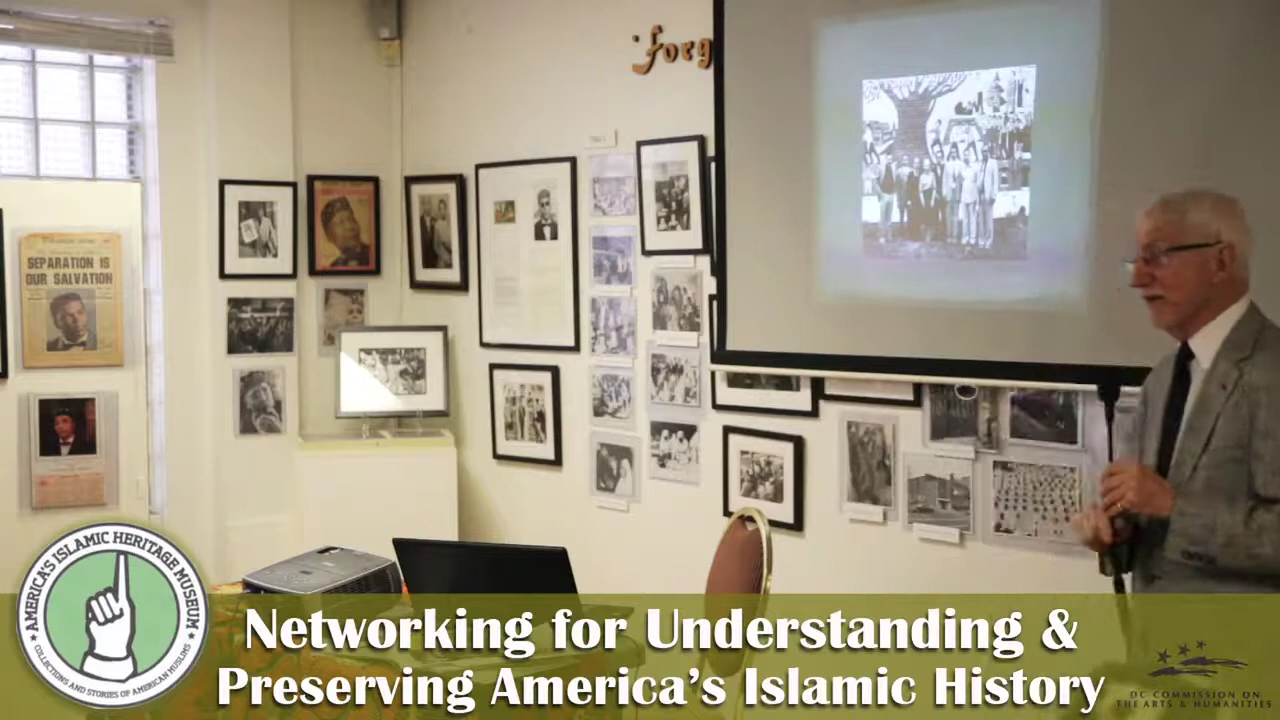 Forg
SEPARATION IS
OUR SALVATION
AMERICA'S ISLAMIC HERITAGE MUSEUM
COLLECTIONS AND STORIES OF AMERICAN MUSLIMS
Networking for Understanding &
Preserving America's Islamic History
DC COMMISSION ON
THE ARTS & HUMANITIES